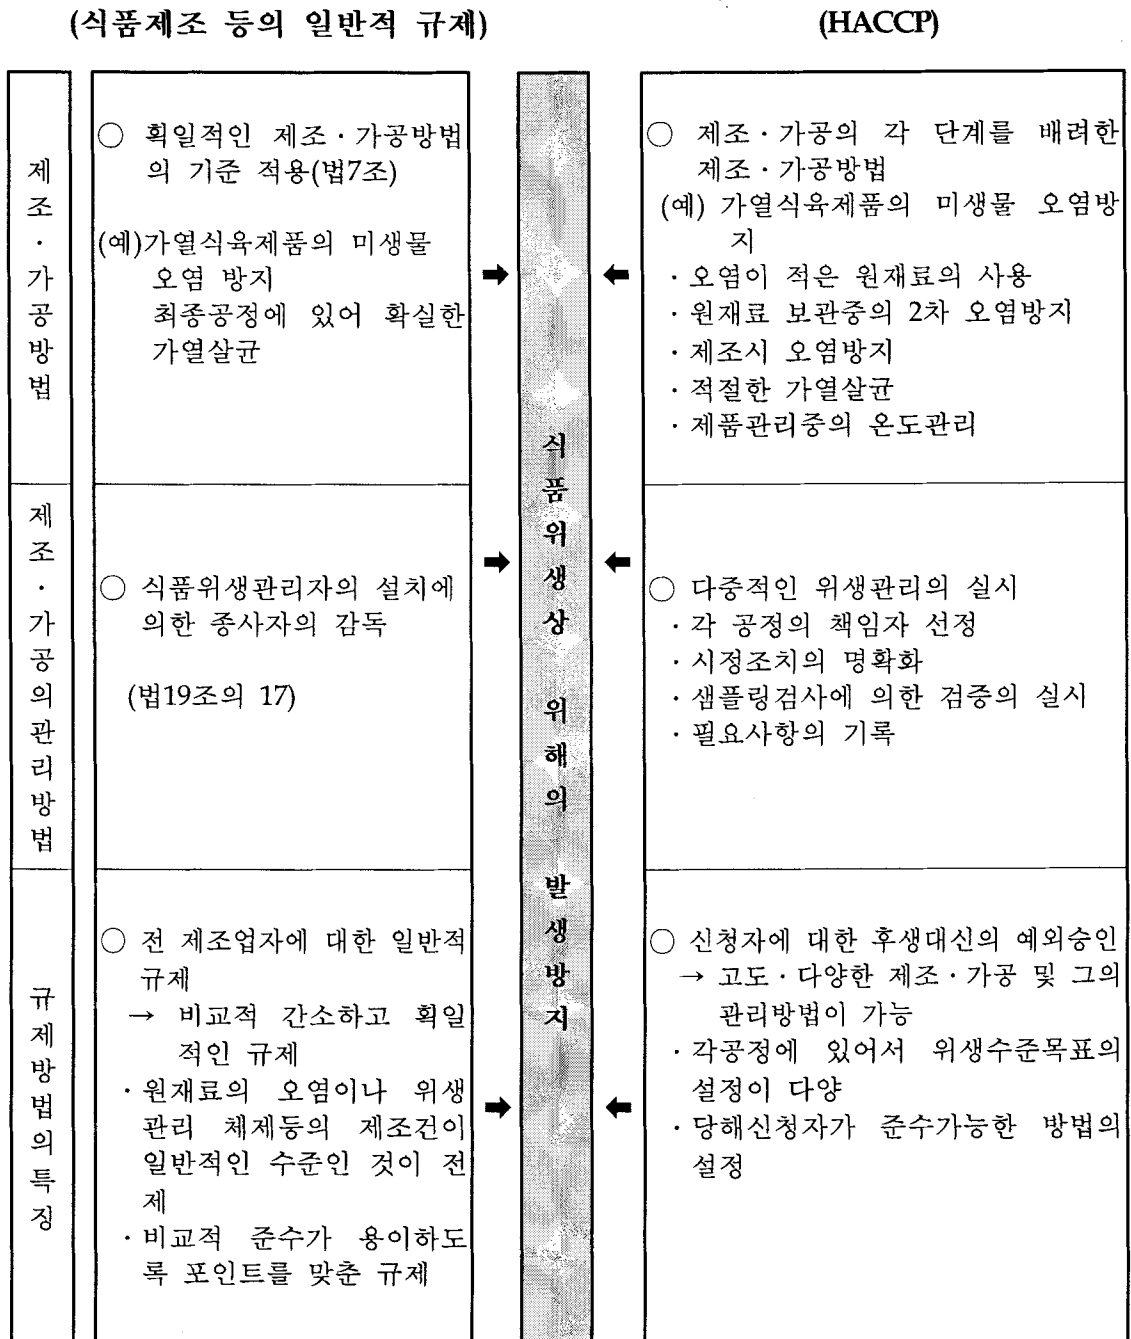 (식품제조 등의 일반적 규제)
(HACCP)
제조·가공방법
○ 획일적인 제조·가공방법
의 기준 적용(법7조)
(예)가열식육제품의 미생물
오염 방지
최종공정에 있어 확실한
가열살균
○ 제조·가공의 각 단계를 배려한
제조·가공방법
(예) 가열식육제품의 미생물 오염방
지
·오염이 적은 원재료의 사용
·원재료 보관중의 2차 오염방지
·제조시 오염방지
·적절한 가열살균
·제품관리중의 온도관리
제조·가공의관리방법
○ 식품위생관리자의 설치에
의한 종사자의 감독
(법19조의 17)
식품위생상 위해의 발생방지
○ 다중적인 위생관리의 실시
·각 공정의 책임자 선정
·시정조치의 명확화
·샘플링검사에 의한 검증의 실시
·필요사항의 기록
규제방법의특징
○ 전 제조업자에 대한 일반적
규제
→ 비교적 간소하고 획일
적인 규제
·원재료의 오염이나 위생
관리 체제등의 제조건이
일반적인 수준인 것이 전
제
·비교적 준수가 용이하도
록 포인트를 맞춘 규제
○ 신청자에 대한 후생대신의 예외승인
→ 고도·다양한 제조·가공 및 그의
관리방법이 가능
·각공정에 있어서 위생수준목표의
설정이 다양
·당해신청자가 준수가능한 방법의
설정